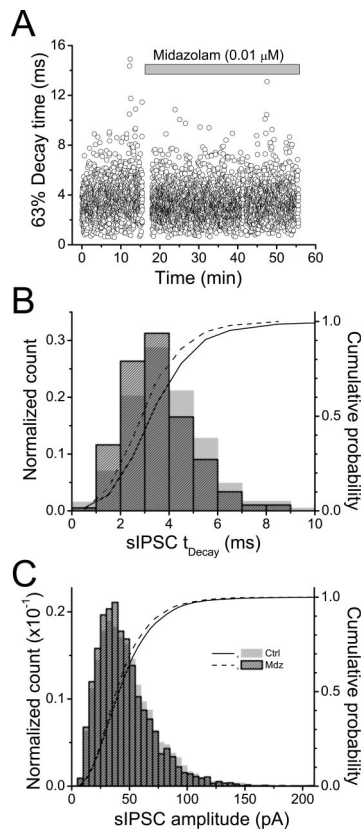 A
Midazolam (0.01 μM)
63% Decay time (ms)
16
12
8
4
0
0 10 20 30 40 50 60
Time (min)
B
Normalized count
0.3
0.2
0.1
0.0
Cumulative probability
1.0
0.5
0.0
0 2 4 6 8 10
sIPSC tDecay (ms)
C
Normalized count (x10-1)
0.2
0.1
0.0
Cumulative probability
1.0
0.5
0.0
Ctrl
Mdz
0 50 100 150 200
sIPSC amplitude (pA)